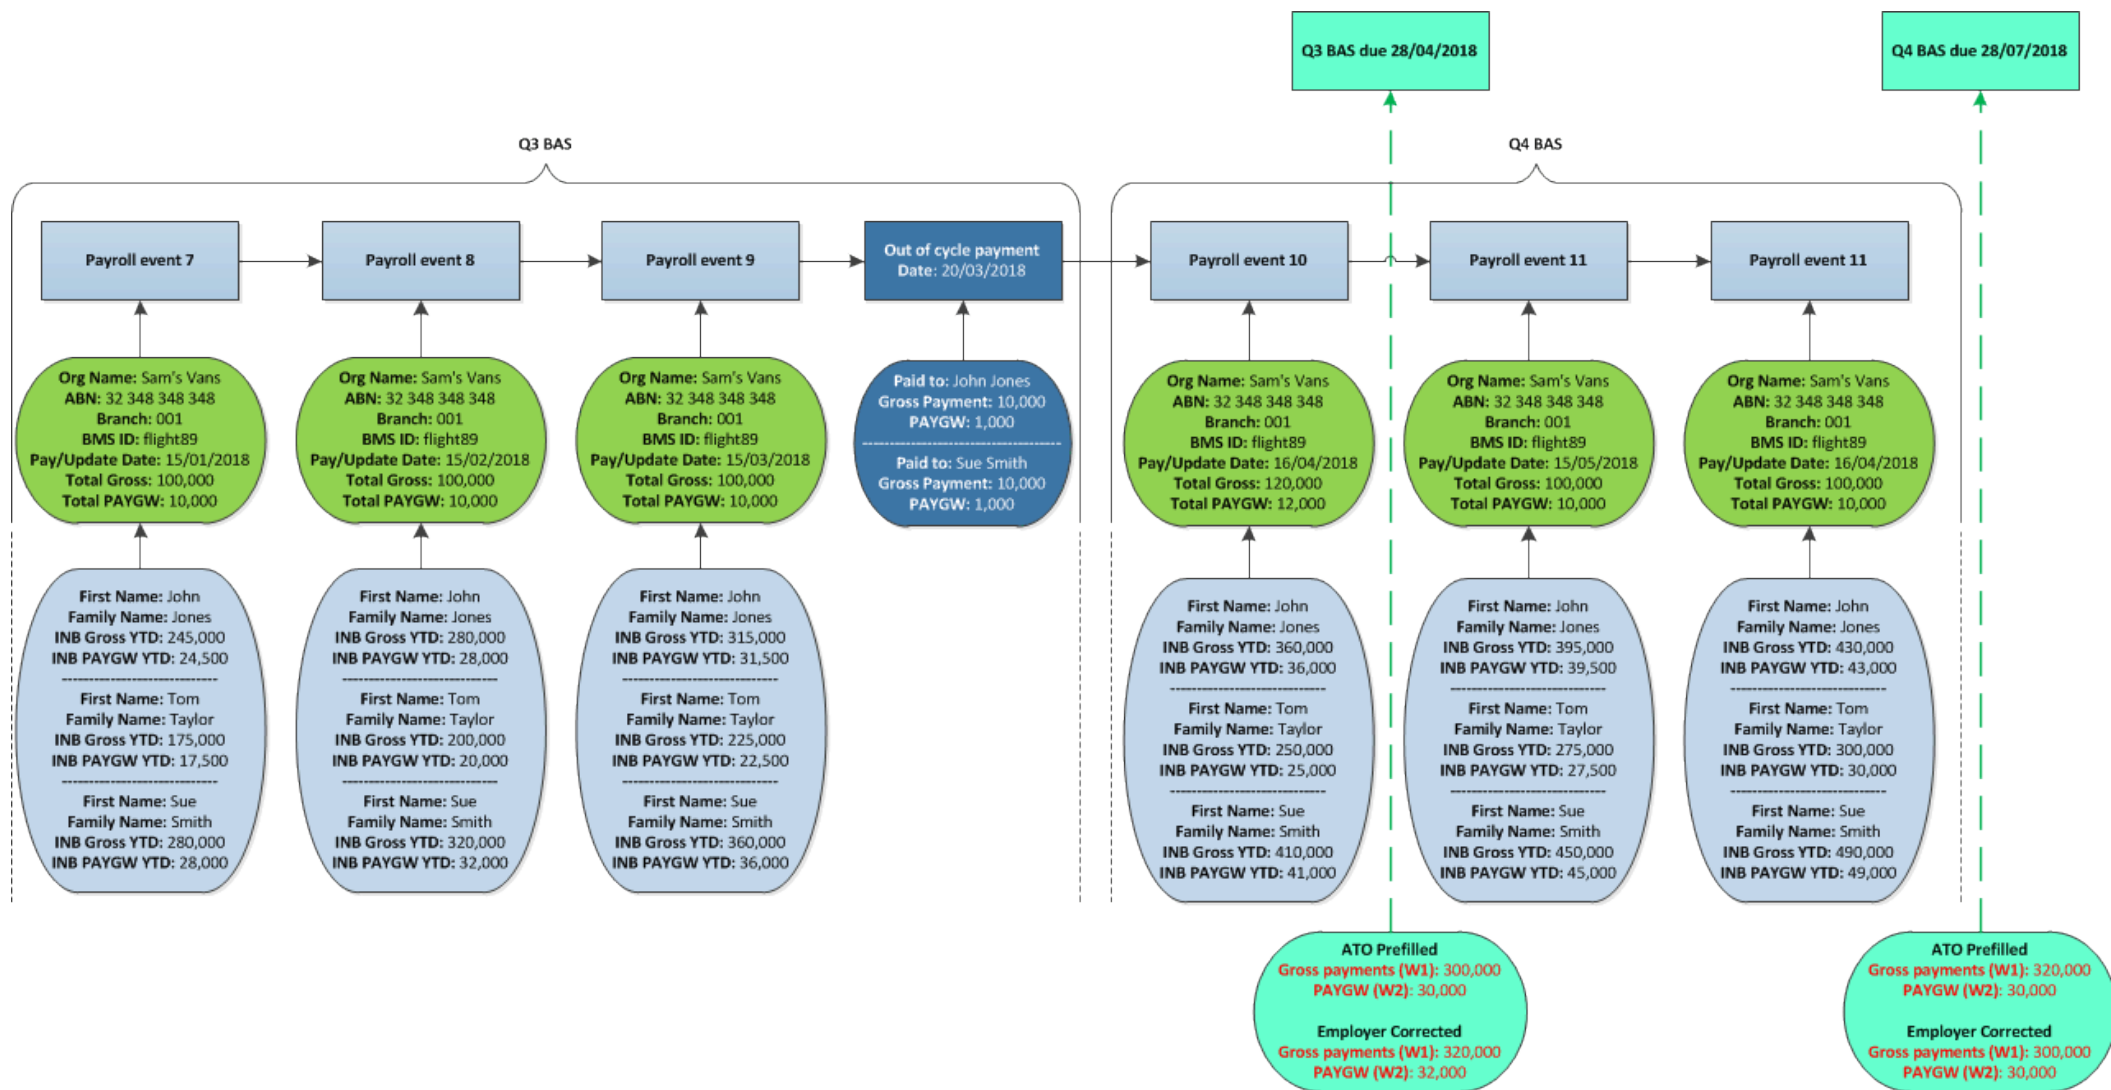 Q3 BAS due 28/04/2018
Q4 BAS due 28/07/2018
Q3 BAS
Q4 BAS
Payroll event 7
Payroll event 8
Payroll event 9
Out of cycle payment
Date: 20/03/2018
Payroll event 10
Payroll event 11
Payroll event 11
Org Name: Sam's Vans
ABN: 32 348 348 348
Branch: 001
BMS ID: flight89
Pay/Update Date: 15/01/2018
Total Gross: 100,000
Total PAYGW: 10,000
Org Name: Sam's Vans
ABN: 32 348 348 348
Branch: 001
BMS ID: flight89
Pay/Update Date: 15/02/2018
Total Gross: 100,000
Total PAYGW: 10,000
Org Name: Sam's Vans
ABN: 32 348 348 348
Branch: 001
BMS ID: flight89
Pay/Update Date: 15/03/2018
Total Gross: 100,000
Total PAYGW: 10,000
Paid to: John Jones
Gross Payment: 10,000
PAYGW: 1,000
Paid to: Sue Smith
Gross Payment: 10,000
PAYGW: 1,000
Org Name: Sam's Vans
ABN: 32 348 348 348
Branch: 001
BMS ID: flight89
Pay/Update Date: 16/04/2018
Total Gross: 120,000
Total PAYGW: 12,000
Org Name: Sam's Vans
ABN: 32 348 348 348
Branch: 001
BMS ID: flight89
Pay/Update Date: 15/05/2018
Total Gross: 100,000
Total PAYGW: 10,000
Org Name: Sam's Vans
ABN: 32 348 348 348
Branch: 001
BMS ID: flight89
Pay/Update Date: 16/04/2018
Total Gross: 100,000
Total PAYGW: 10,000
First Name: John
Family Name: Jones
INB Gross YTD: 245,000
INB PAYGW YTD: 24,500
First Name: Tom
Family Name: Taylor
INB Gross YTD: 175,000
INB PAYGW YTD: 17,500
First Name: Sue
Family Name: Smith
INB Gross YTD: 280,000
INB PAYGW YTD: 28,000
First Name: John
Family Name: Jones
INB Gross YTD: 280,000
INB PAYGW YTD: 28,000
First Name: Tom
Family Name: Taylor
INB Gross YTD: 200,000
INB PAYGW YTD: 20,000
First Name: Sue
Family Name: Smith
INB Gross YTD: 320,000
INB PAYGW YTD: 32,000
First Name: John
Family Name: Jones
INB Gross YTD: 315,000
INB PAYGW YTD: 31,500
First Name: Tom
Family Name: Taylor
INB Gross YTD: 225,000
INB PAYGW YTD: 22,500
First Name: Sue
Family Name: Smith
INB Gross YTD: 360,000
INB PAYGW YTD: 36,000
First Name: John
Family Name: Jones
INB Gross YTD: 360,000
INB PAYGW YTD: 36,000
First Name: Tom
Family Name: Taylor
INB Gross YTD: 250,000
INB PAYGW YTD: 25,000
First Name: Sue
Family Name: Smith
INB Gross YTD: 410,000
INB PAYGW YTD: 41,000
First Name: John
Family Name: Jones
INB Gross YTD: 395,000
INB PAYGW YTD: 39,500
First Name: Tom
Family Name: Taylor
INB Gross YTD: 275,000
INB PAYGW YTD: 27,500
First Name: Sue
Family Name: Smith
INB Gross YTD: 450,000
INB PAYGW YTD: 45,000
First Name: John
Family Name: Jones
INB Gross YTD: 430,000
INB PAYGW YTD: 43,000
First Name: Tom
Family Name: Taylor
INB Gross YTD: 300,000
INB PAYGW YTD: 30,000
First Name: Sue
Family Name: Smith
INB Gross YTD: 490,000
INB PAYGW YTD: 49,000
ATO Prefilled
Gross payments (W1): 300,000
PAYGW (W2): 30,000
Employer Corrected
Gross payments (W1): 320,000
PAYGW (W2): 32,000
ATO Prefilled
Gross payments (W1): 320,000
PAYGW (W2): 30,000
Employer Corrected
Gross payments (W1): 300,000
PAYGW (W2): 30,000